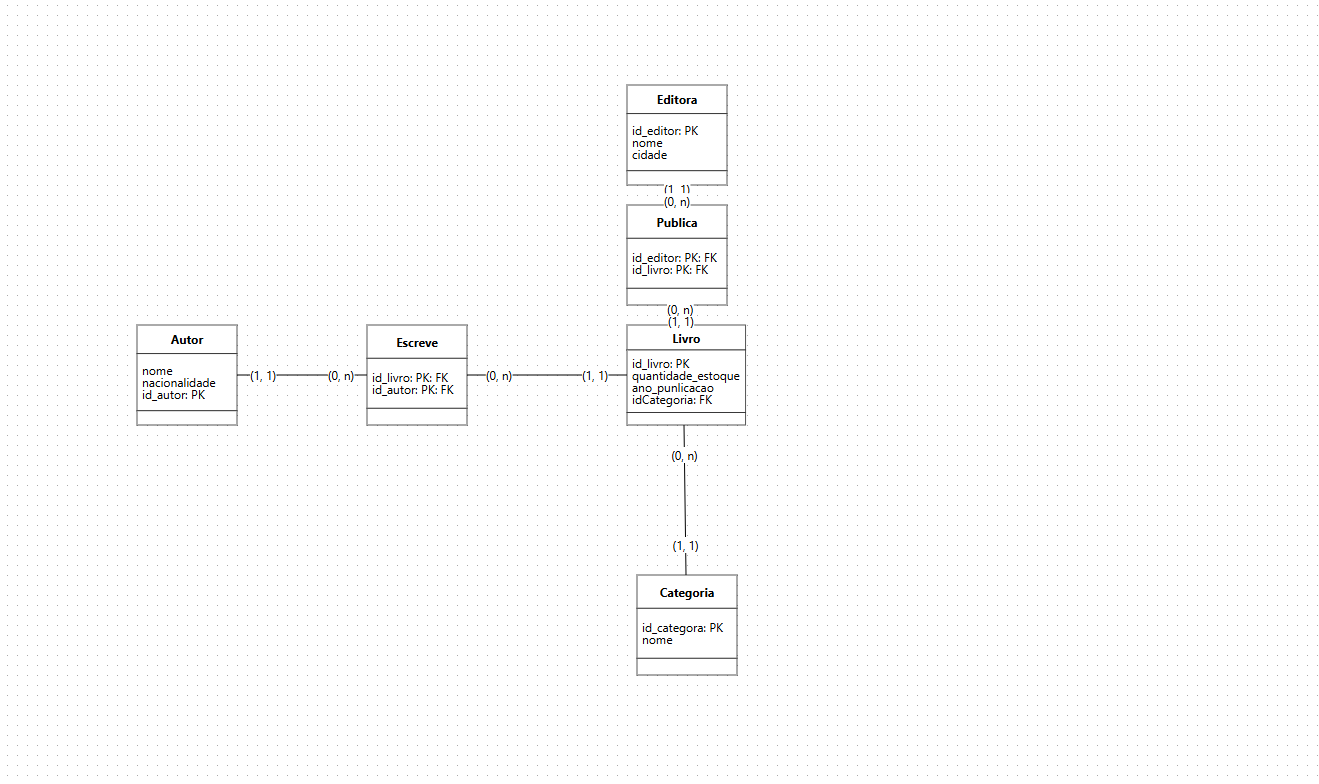 Editora
id_editor: PK
nome
cidade
(1, 1)
(0, n)
Publica
id_editor: PK: FK
id_livro: PK: FK
(0, n)
(1, 1)
Autor
nome
nacionalidade
id_autor: PK
(1, 1)
(0, n)
Escreve
id_livro: PK: FK
id_autor: PK: FK
(0, n)
(1, 1)
Livro
id_livro: PK
quantidade_estoque
ano_punlicacao
idCategoria: FK
(0, n)
(1, 1)
Categoria
id_categora: PK
nome